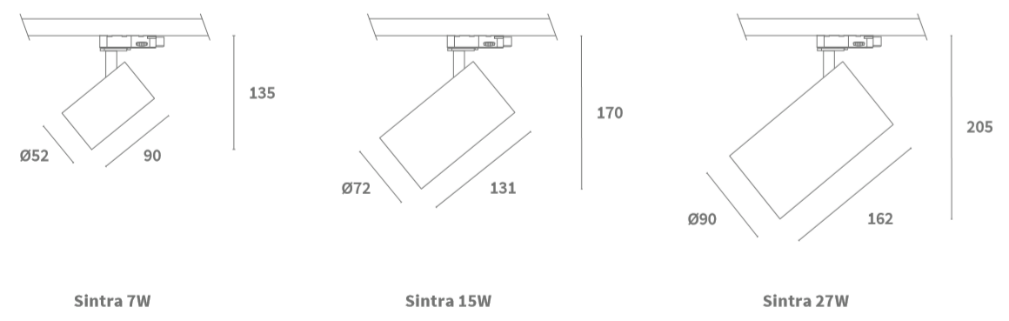 135
Ø52
90
Sintra 7W
170
Ø72
131
Sintra 15W
205
Ø90
162
Sintra 27W